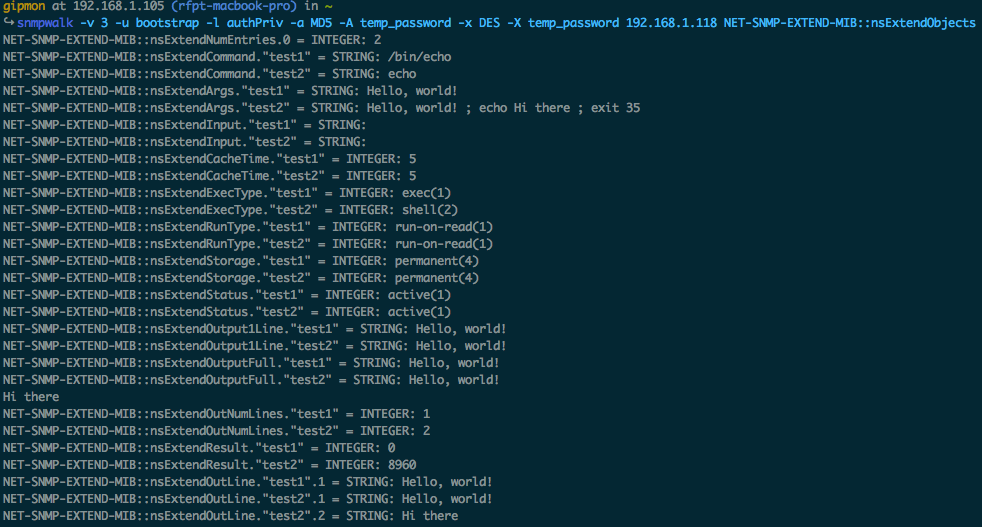 gipmon at 192.168.1.105 (rfpt-macbook-pro) in ~
↪ snmpwalk -v 3 -u bootstrap -l authPriv -a MD5 -A temp_password -x DES -X temp_password 192.168.1.118 NET-SNMP-EXTEND-MIB::nsExtendObjects
NET-SNMP-EXTEND-MIB::nsExtendNumEntries.0 = INTEGER: 2
NET-SNMP-EXTEND-MIB::nsExtendCommand."test1" = STRING: /bin/echo
NET-SNMP-EXTEND-MIB::nsExtendCommand."test2" = STRING: echo
NET-SNMP-EXTEND-MIB::nsExtendArgs."test1" = STRING: Hello, world!
NET-SNMP-EXTEND-MIB::nsExtendArgs."test2" = STRING: Hello, world! ; echo Hi there ; exit 35
NET-SNMP-EXTEND-MIB::nsExtendInput."test1" = STRING:
NET-SNMP-EXTEND-MIB::nsExtendInput."test2" = STRING:
NET-SNMP-EXTEND-MIB::nsExtendCacheTime."test1" = INTEGER: 5
NET-SNMP-EXTEND-MIB::nsExtendCacheTime."test2" = INTEGER: 5
NET-SNMP-EXTEND-MIB::nsExtendExecType."test1" = INTEGER: exec(1)
NET-SNMP-EXTEND-MIB::nsExtendExecType."test2" = INTEGER: shell(2)
NET-SNMP-EXTEND-MIB::nsExtendRunType."test1" = INTEGER: run-on-read(1)
NET-SNMP-EXTEND-MIB::nsExtendRunType."test2" = INTEGER: run-on-read(1)
NET-SNMP-EXTEND-MIB::nsExtendStorage."test1" = INTEGER: permanent(4)
NET-SNMP-EXTEND-MIB::nsExtendStorage."test2" = INTEGER: permanent(4)
NET-SNMP-EXTEND-MIB::nsExtendStatus."test1" = INTEGER: active(1)
NET-SNMP-EXTEND-MIB::nsExtendStatus."test2" = INTEGER: active(1)
NET-SNMP-EXTEND-MIB::nsExtendOutput1Line."test1" = STRING: Hello, world!
NET-SNMP-EXTEND-MIB::nsExtendOutput1Line."test2" = STRING: Hello, world!
NET-SNMP-EXTEND-MIB::nsExtendOutputFull."test1" = STRING: Hello, world!
NET-SNMP-EXTEND-MIB::nsExtendOutputFull."test2" = STRING: Hello, world!
Hi there
NET-SNMP-EXTEND-MIB::nsExtendOutNumLines."test1" = INTEGER: 1
NET-SNMP-EXTEND-MIB::nsExtendOutNumLines."test2" = INTEGER: 2
NET-SNMP-EXTEND-MIB::nsExtendResult."test1" = INTEGER: 0
NET-SNMP-EXTEND-MIB::nsExtendResult."test2" = INTEGER: 8960
NET-SNMP-EXTEND-MIB::nsExtendOutLine."test1".1 = STRING: Hello, world!
NET-SNMP-EXTEND-MIB::nsExtendOutLine."test2".1 = STRING: Hello, world!
NET-SNMP-EXTEND-MIB::nsExtendOutLine."test2".2 = STRING: Hi there